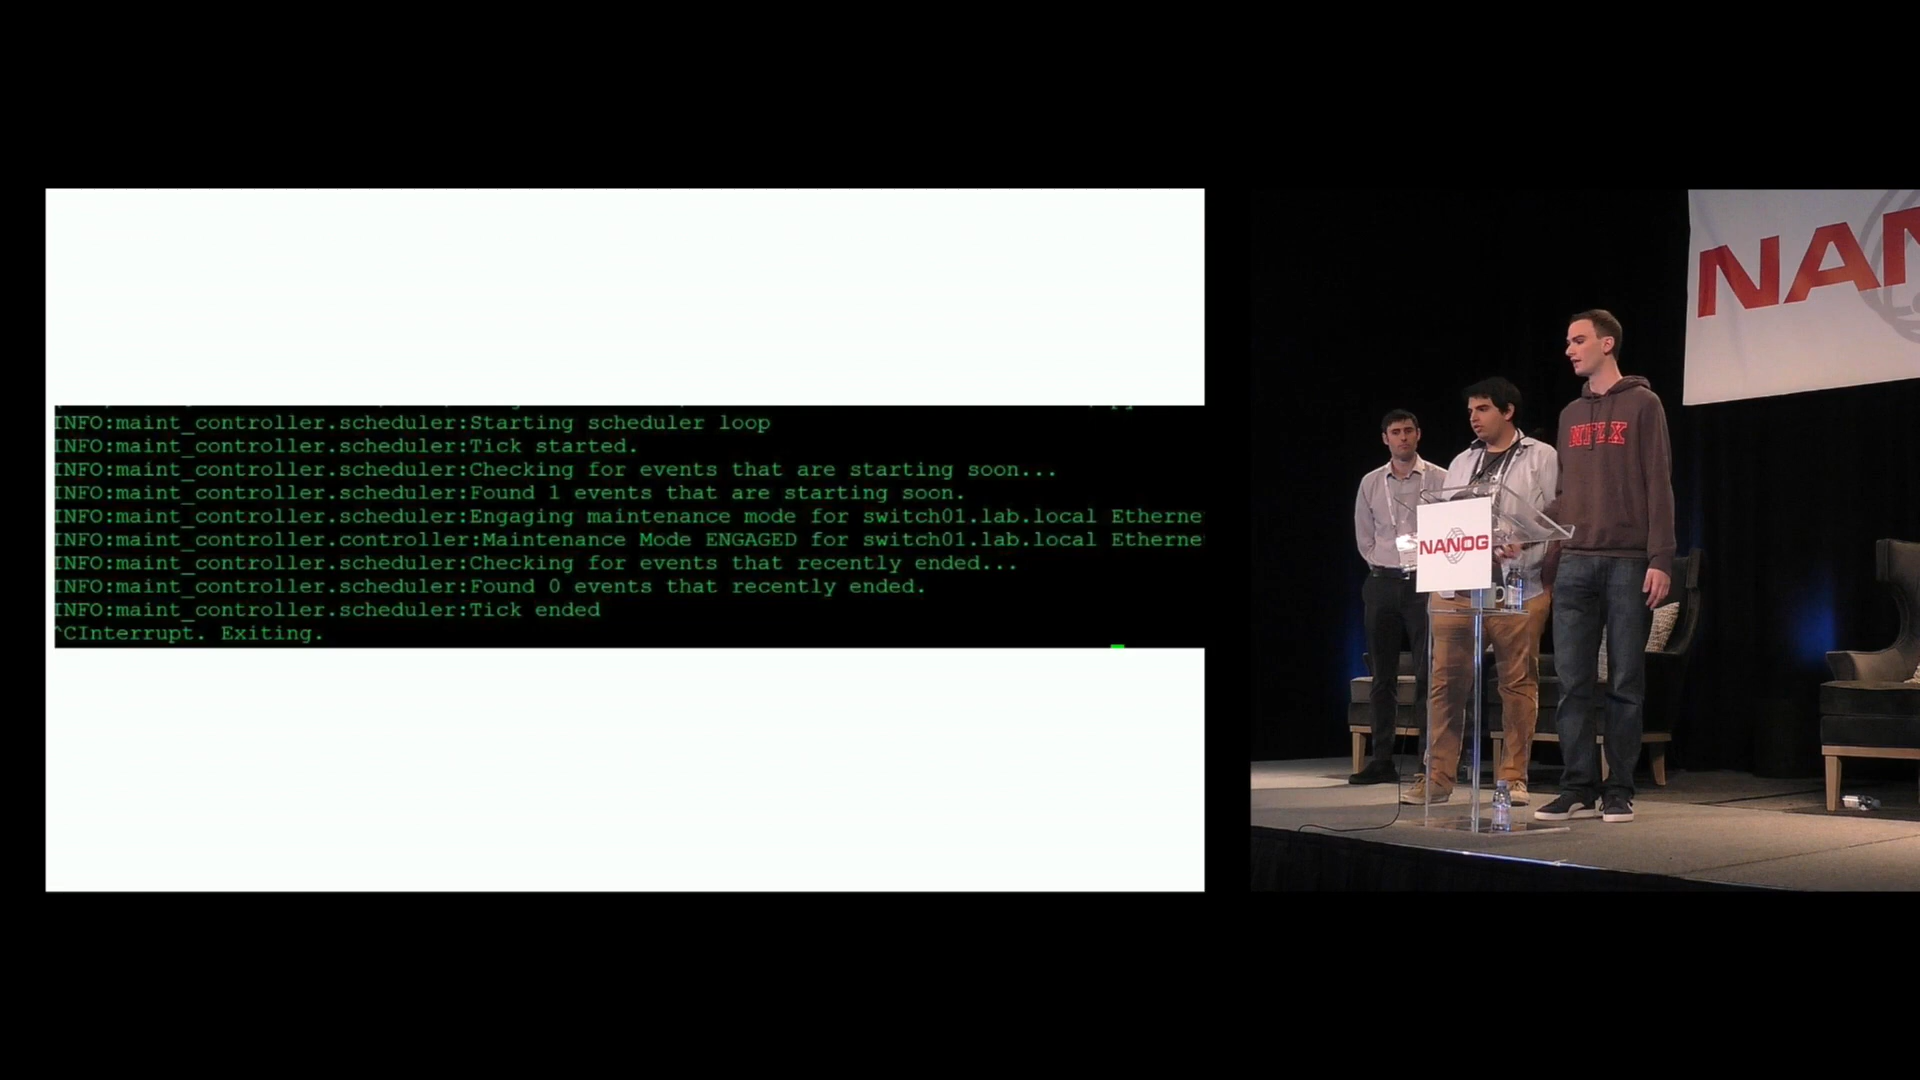 INFO:maint_controller.scheduler:Starting scheduler loop
INFO:maint_controller.scheduler:Tick started.
INFO:maint_controller.scheduler:Checking for events that are starting soon...
INFO:maint_controller.scheduler:Found 1 events that are starting soon.
INFO:maint_controller.scheduler:Engaging maintenance mode for switch01.lab.local Etherne
INFO:maint_controller.controller:Maintenance Mode ENGAGED for switch01.lab.local Etherne
INFO:maint_controller.scheduler:Checking for events that recently ended...
INFO:maint_controller.scheduler:Found 0 events that recently ended.
INFO:maint_controller.scheduler:Tick ended
^CInterrupt. Exiting.
NAN
NFLX
NANOG